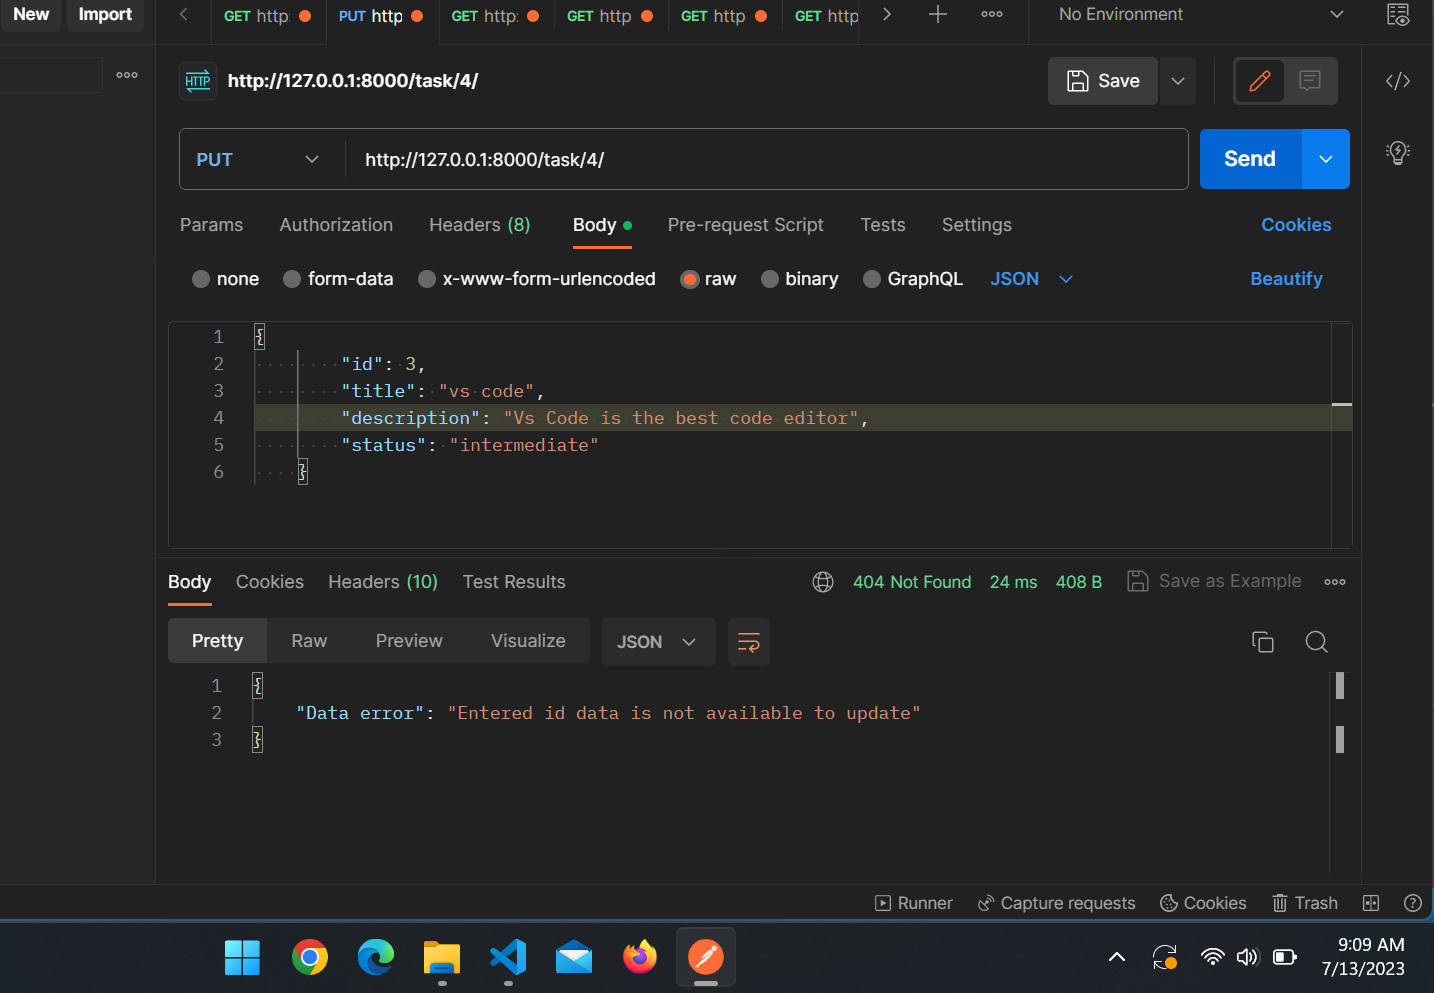 New Import GET http: PUT http GET http: GET http GET http GET http No Environment
HTTP http://127.0.0.1:8000/task/4/ Save
PUT http://127.0.0.1:8000/task/4/ Send
Params Authorization Headers (8) Body Pre-request Script Tests Settings Cookies
none form-data x-www-form-urlencoded raw binary GraphQL JSON Beautify
1 {
2 "id": 3,
3 "title": "vs code",
4 "description": "Vs Code is the best code editor",
5 "status": "intermediate"
6 }
Body Cookies Headers (10) Test Results 404 Not Found 24 ms 408 B Save as Example
Pretty Raw Preview Visualize JSON
1 {
2 "Data error": "Entered id data is not available to update"
3 }
Runner Capture requests Cookies Trash
9:09 AM
7/13/2023